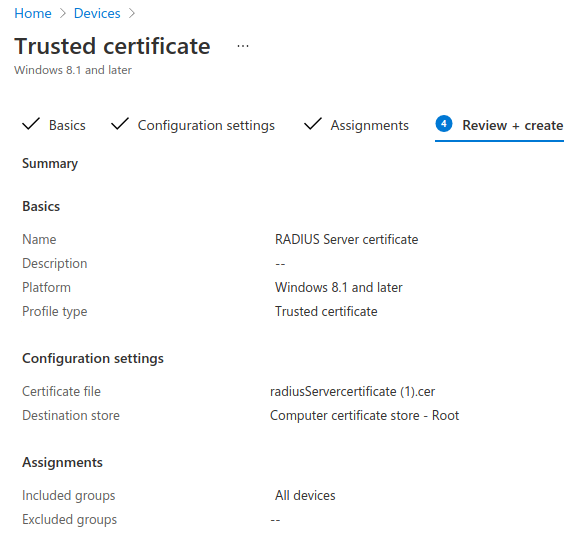 Home > Devices >
Trusted certificate ...
Windows 8.1 and later
Basics Configuration settings Assignments 4 Review + create
Summary
Basics
Name RADIUS Server certificate
Description --
Platform Windows 8.1 and later
Profile type Trusted certificate
Configuration settings
Certificate file radiusServercertificate (1).cer
Destination store Computer certificate store - Root
Assignments
Included groups All devices
Excluded groups --